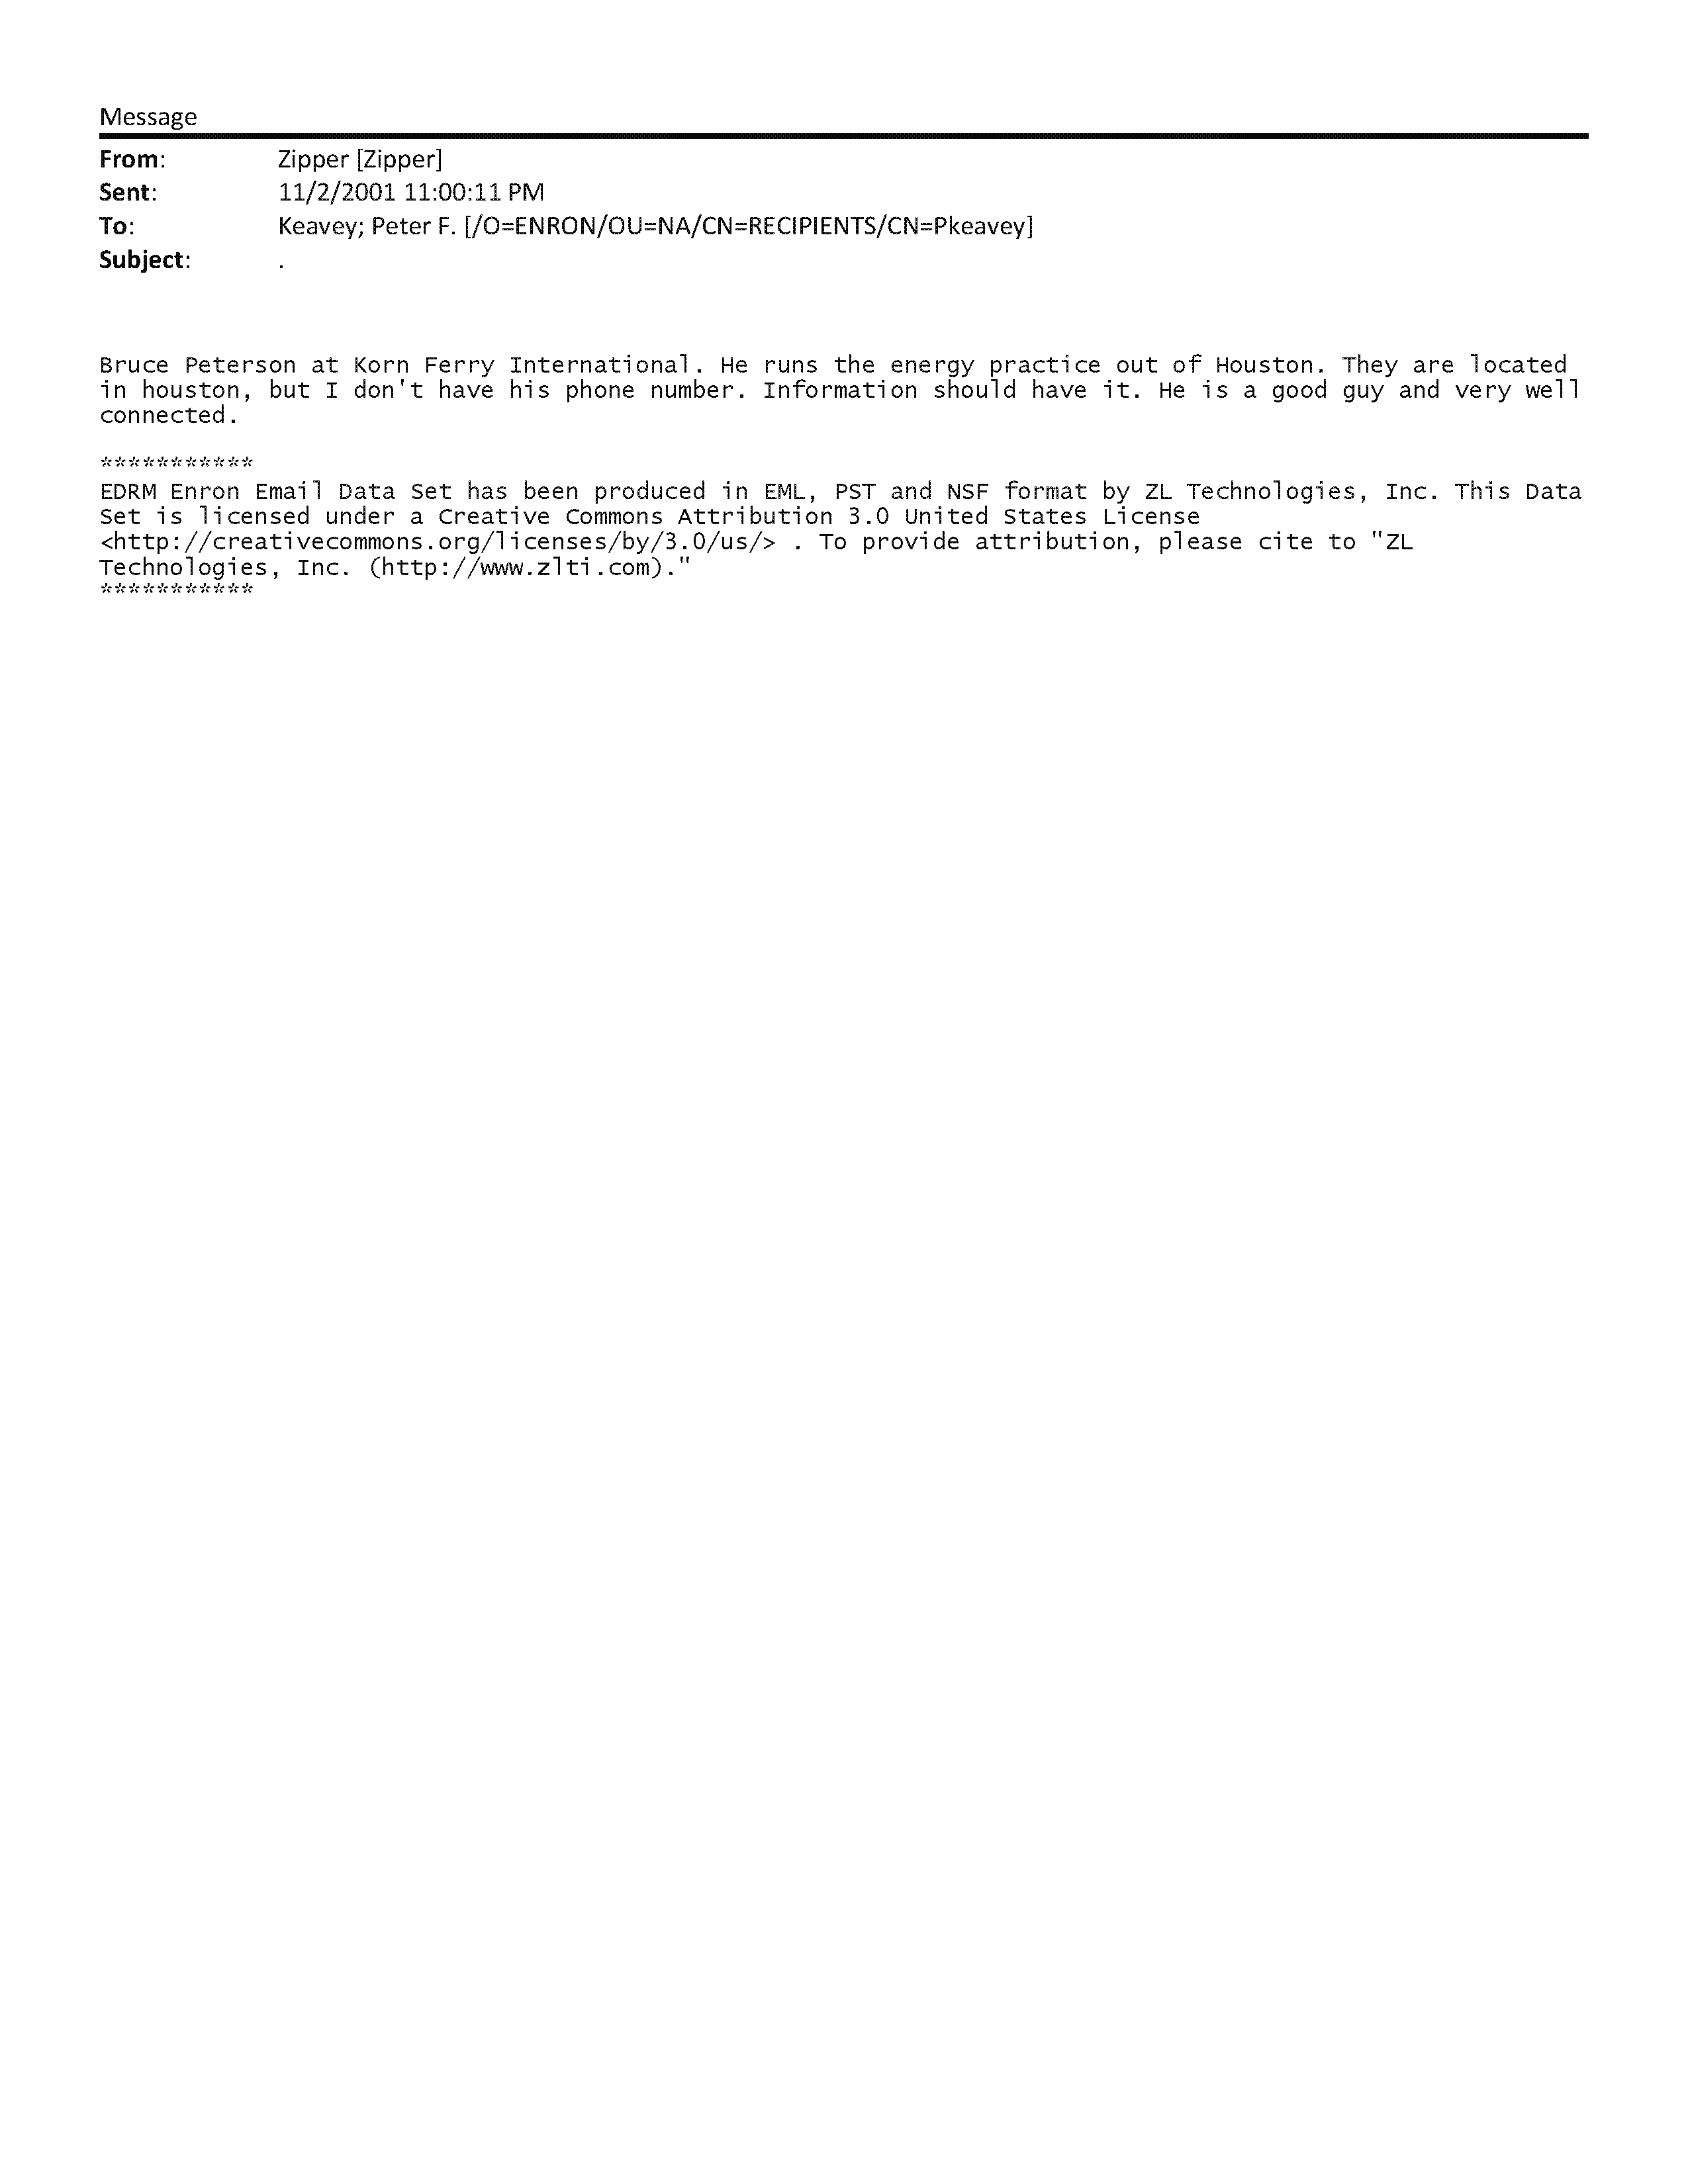 Message
From: Zipper [Zipper]
Sent: 11/2/2001 11:00:11 PM
To: Keavey; Peter F. [/O=ENRON/OU=NA/CN=RECIPIENTS/CN=Pkeavey]
Subject: .
Bruce Peterson at Korn Ferry International. He runs the energy practice out of Houston. They are located
in houston, but I don't have his phone number. Information should have it. He is a good guy and very well
connected.
***********
EDRM Enron Email Data Set has been produced in EML, PST and NSF format by ZL Technologies, Inc. This Data
Set is licensed under a Creative Commons Attribution 3.0 United States License
<http://creativecommons.org/licenses/by/3.0/us/> . To provide attribution, please cite to "ZL
Technologies, Inc. (http://www.zlti.com)."
***********